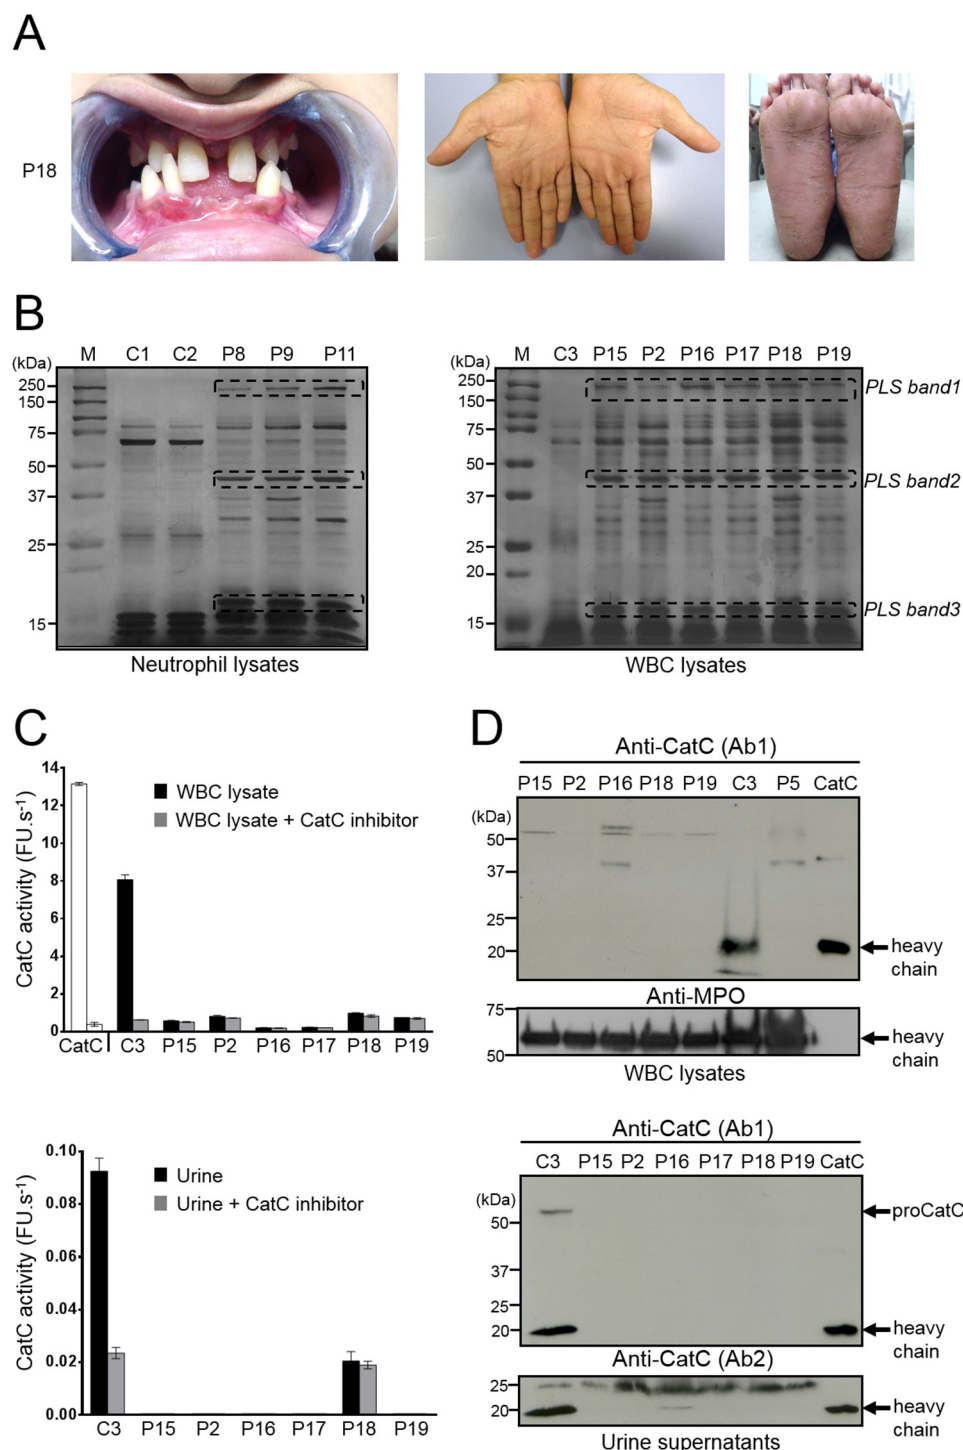 A
P18
B
(kDa) M C1 C2 P8 P9 P11
250
150
75
50
37
25
15
Neutrophil lysates
(kDa) M C3 P15 P2 P16 P17 P18 P19
250
150
75
50
37
25
20
15
PLS band1
PLS band2
PLS band3
WBC lysates
C
CatC activity (FU.s-1)
14
12
10
8
6
4
2
0
WBC lysate
WBC lysate + CatC inhibitor
CatC C3 P15 P2 P16 P17 P18 P19
CatC activity (FU.s-1)
0.10
0.08
0.06
0.04
0.02
0.00
Urine
Urine + CatC inhibitor
C3 P15 P2 P16 P17 P18 P19
D
Anti-CatC (Ab1)
P15 P2 P16 P18 P19 C3 P5 CatC
(kDa)
50
37
25
20
heavy
chain
Anti-MPO
75
50
heavy
chain
WBC lysates
Anti-CatC (Ab1)
C3 P15 P2 P16 P17 P18 P19 CatC
(kDa)
50
37
25
20
proCatC
heavy
chain
Anti-CatC (Ab2)
25
20
heavy
chain
Urine supernatants